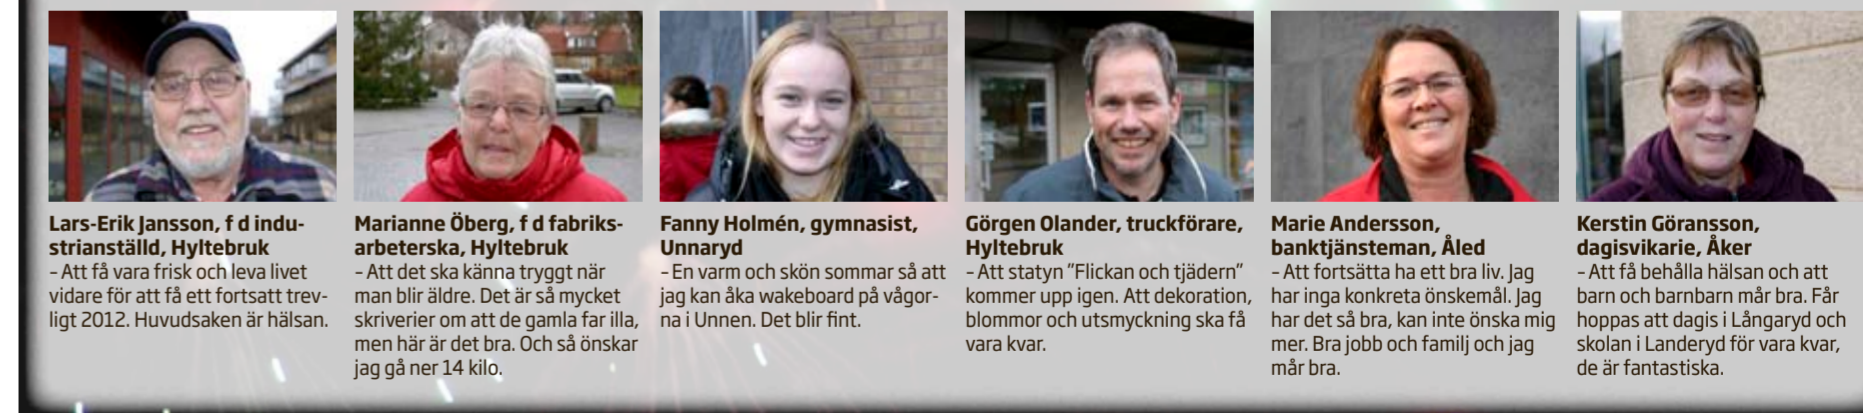 Lars-Erik Jansson, f d indu-
strianställd, Hyltebruk
– Att få vara frisk och leva livet
vidare för att få ett fortsatt trev-
ligt 2012. Huvudsaken är hälsan.
Marianne Öberg, f d fabriks-
arbeterska, Hyltebruk
– Att det ska känna tryggt när
man blir äldre. Det är så mycket
skriverier om att de gamla far illa,
men här är det bra. Och så önskar
jag gå ner 14 kilo.
Fanny Holmén, gymnasist,
Unnaryd
– En varm och skön sommar så att
jag kan åka wakeboard på vågor-
na i Unnen. Det blir fint.
Görgen Olander, truckförare,
Hyltebruk
– Att statyn ”Flickan och tjädern”
kommer upp igen. Att dekoration,
blommor och utsmyckning ska få
vara kvar.
Marie Andersson,
banktjänsteman, Åled
– Att fortsätta ha ett bra liv. Jag
har inga konkreta önskemål. Jag
har det så bra, kan inte önska mig
mer. Bra jobb och familj och jag
mår bra.
Kerstin Göransson,
dagisvikarie, Åker
– Att få behålla hälsan och att
barn och barnbarn mår bra. Får
hoppas att dagis i Långaryd och
skolan i Landeryd för vara kvar,
de är fantastiska.